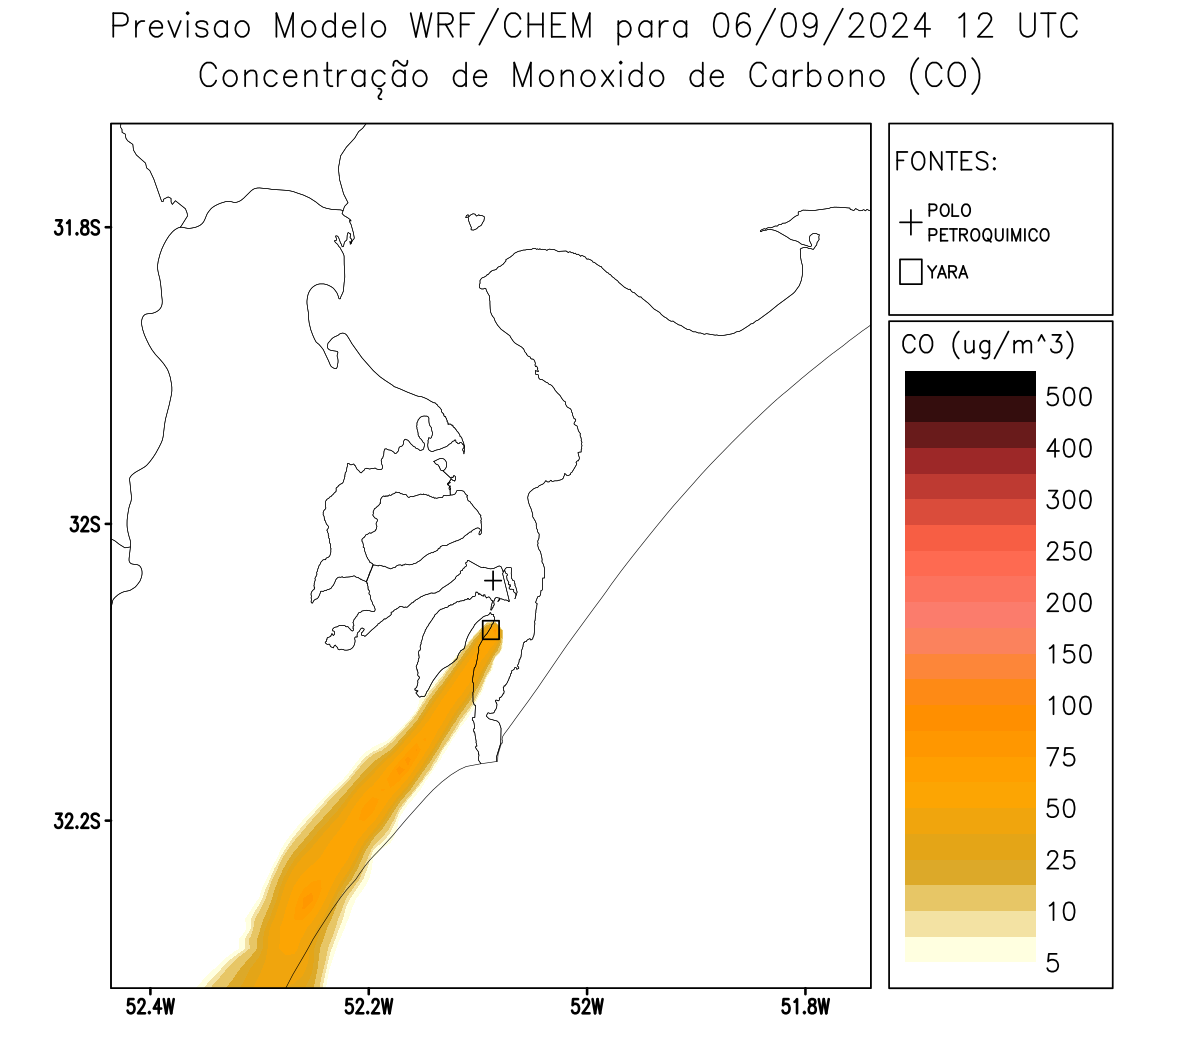 Previsao Modelo WRF/CHEM para 06/09/2024 12 UTC
Concentração de Monoxido de Carbono (CO)
FONTES:
POLO
PETROQUIMICO
YARA
CO (ug/m^3)
500
400
300
250
200
150
100
75
50
25
10
5
31.8S
32S
32.2S
52.4W
52.2W
52W
51.8W